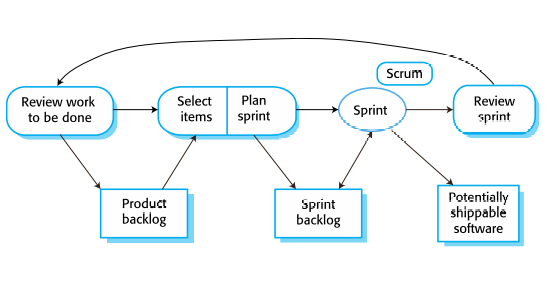 Scrum
Review work
to be done
Select
items
Plan
sprint
Sprint
Review
sprint
Product
backlog
Sprint
backlog
Potentially
shippable
software